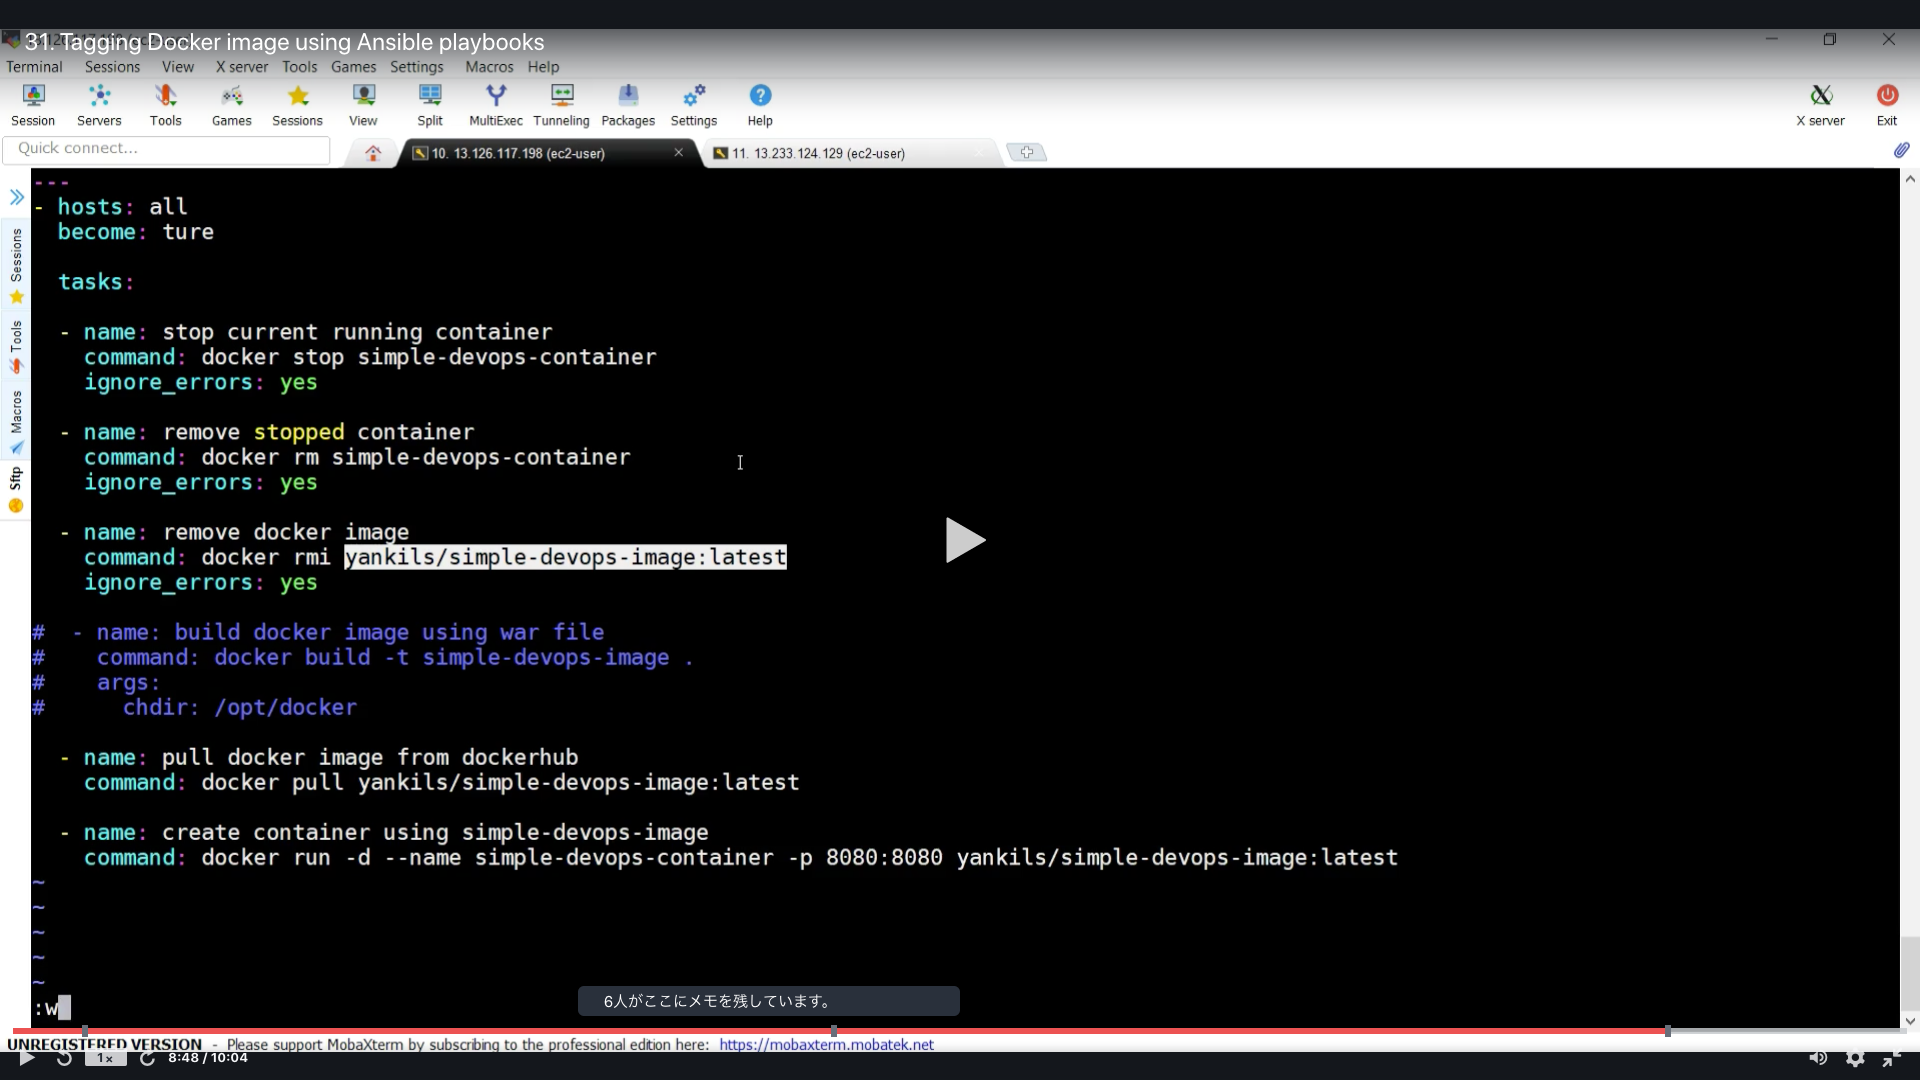 31. Tagging Docker image using Ansible playbooks
Terminal Sessions View X server Tools Games Settings Macros Help
Session Servers Tools Games Sessions View Split MultiExec Tunneling Packages Settings Help X server Exit
Quick connect... 10. 13.126.117.198 (ec2-user) 11. 13.233.124.129 (ec2-user)
Sessions
Tools
Macros
Sftp
---
- hosts: all
become: ture
tasks:
- name: stop current running container
command: docker stop simple-devops-container
ignore_errors: yes
- name: remove stopped container
command: docker rm simple-devops-container
ignore_errors: yes
- name: remove docker image
command: docker rmi yankils/simple-devops-image:latest
ignore_errors: yes
#  - name: build docker image using war file
#    command: docker build -t simple-devops-image .
#    args:
#      chdir: /opt/docker
- name: pull docker image from dockerhub
command: docker pull yankils/simple-devops-image:latest
- name: create container using simple-devops-image
command: docker run -d --name simple-devops-container -p 8080:8080 yankils/simple-devops-image:latest
~
~
~
~
~
:w
6人がここにメモを残しています。
UNREGISTERED VERSION - Please support MobaXterm by subscribing to the professional edition here: https://mobaxterm.mobatek.net
1x 8:48 / 10:04